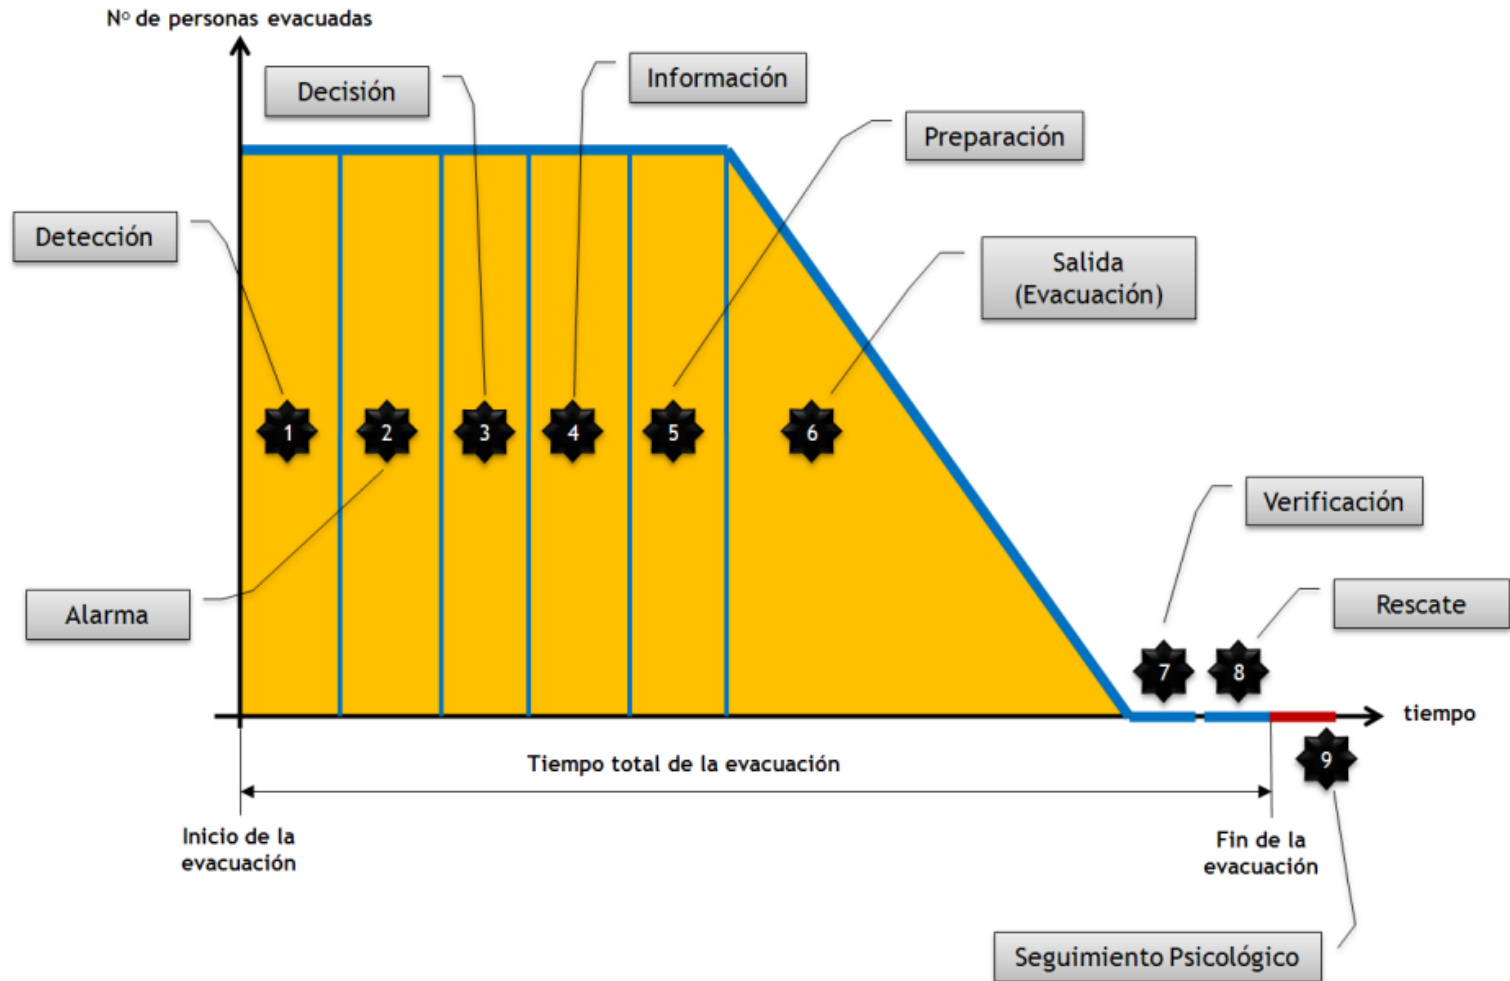 Nº de personas evacuadas
Decisión
Información
Preparación
Detección
Salida
(Evacuación)
1
2
3
4
5
6
Verificación
Alarma
Rescate
7
8
tiempo
9
Tiempo total de la evacuación
Inicio de la
evacuación
Fin de la
evacuación
Seguimiento Psicológico